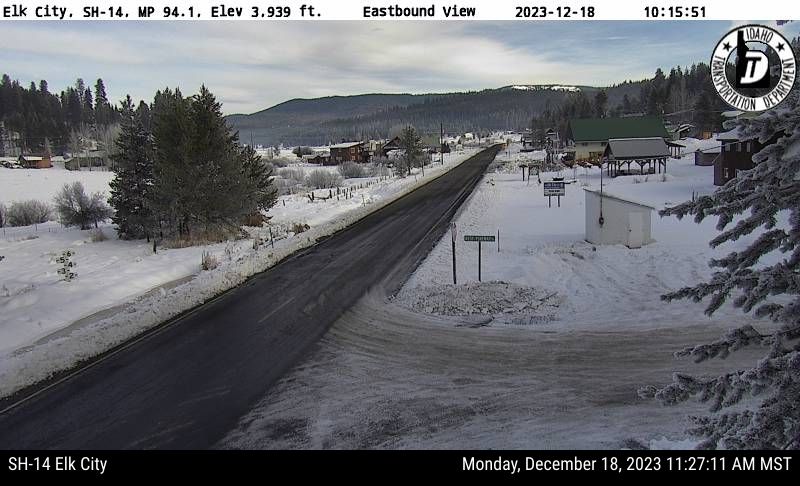 Elk City, SH-14, MP 94.1, Elev 3,939 ft. Eastbound View 2023-12-18 10:15:51
IDAHO
TRANSPORTATION DEPARTMENT
SH-14 Elk City Monday, December 18, 2023 11:27:11 AM MST